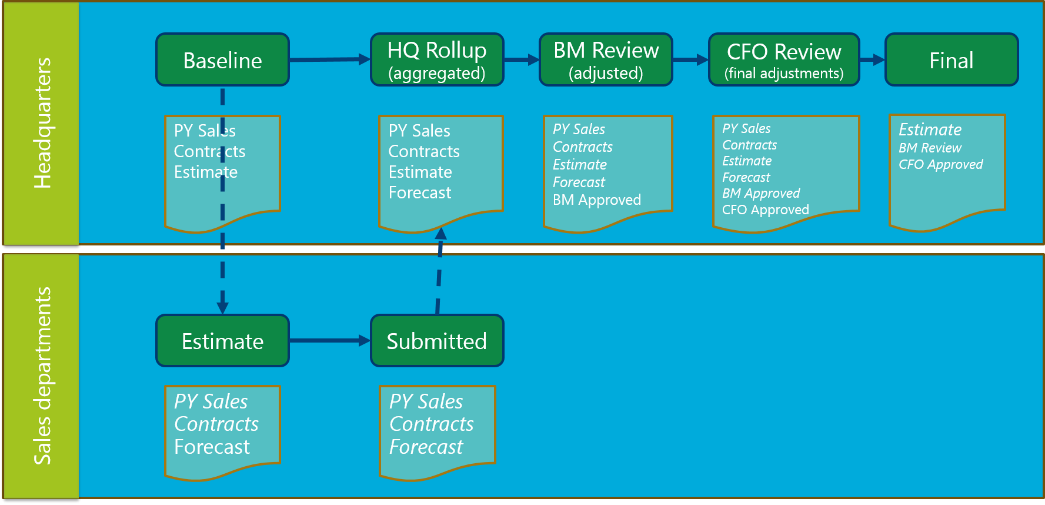 Headquarters
Baseline
HQ Rollup
(aggregated)
BM Review
(adjusted)
CFO Review
(final adjustments)
Final
PY Sales
Contracts
Estimate
PY Sales
Contracts
Estimate
Forecast
PY Sales
Contracts
Estimate
Forecast
BM Approved
PY Sales
Contracts
Estimate
Forecast
BM Approved
CFO Approved
Estimate
BM Review
CFO Approved
Sales departments
Estimate
Submitted
PY Sales
Contracts
Forecast
PY Sales
Contracts
Forecast